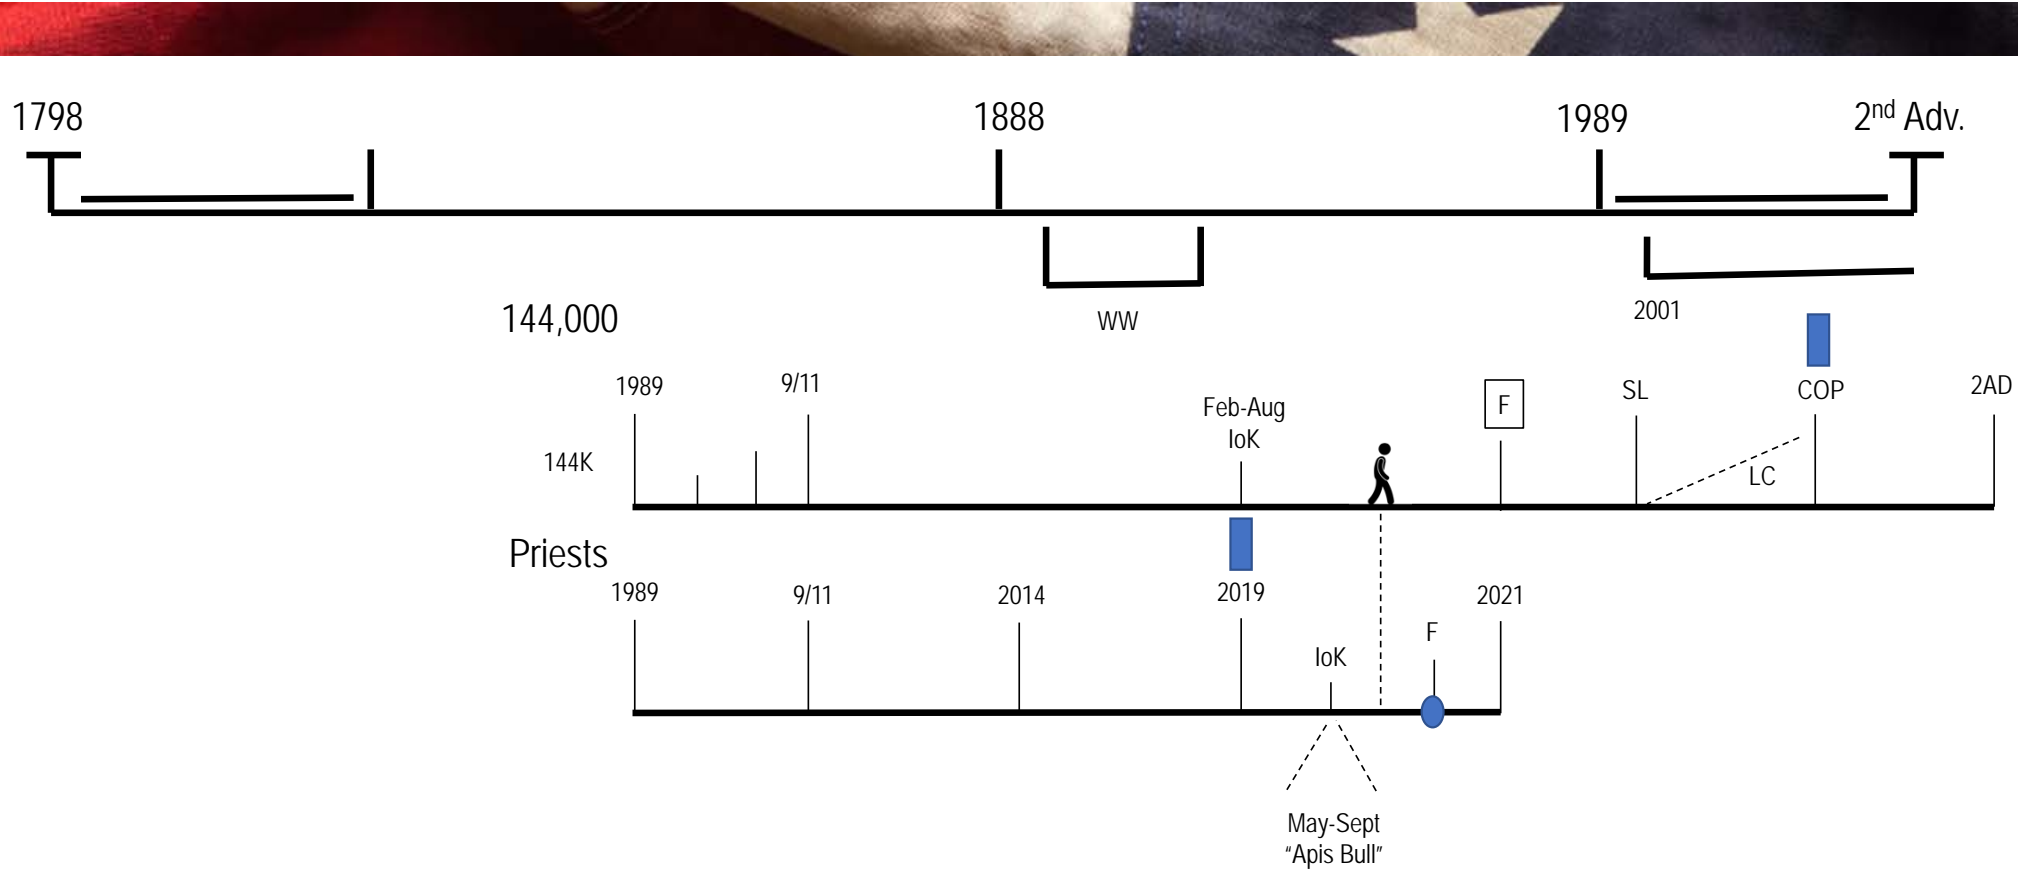 1798
1888
1989
2nd Adv.
WW
2001
144,000
1989
9/11
Feb-Aug
IoK
F
SL
COP
2AD
144K
LC
Priests
1989
9/11
2014
2019
2021
IoK
F
May-Sept
“Apis Bull”